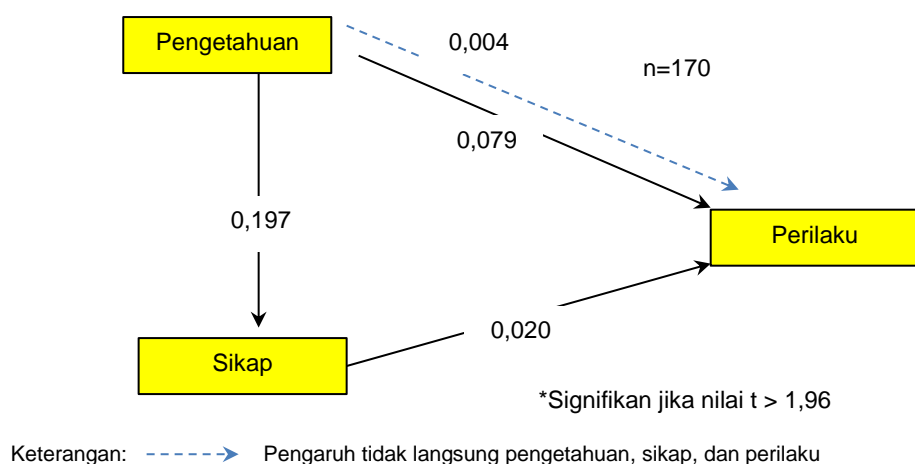 Pengetahuan
0,004
n=170
0,079
0,197
Perilaku
0,020
Sikap
*Signifikan jika nilai t > 1,96
Keterangan: Pengaruh tidak langsung pengetahuan, sikap, dan perilaku